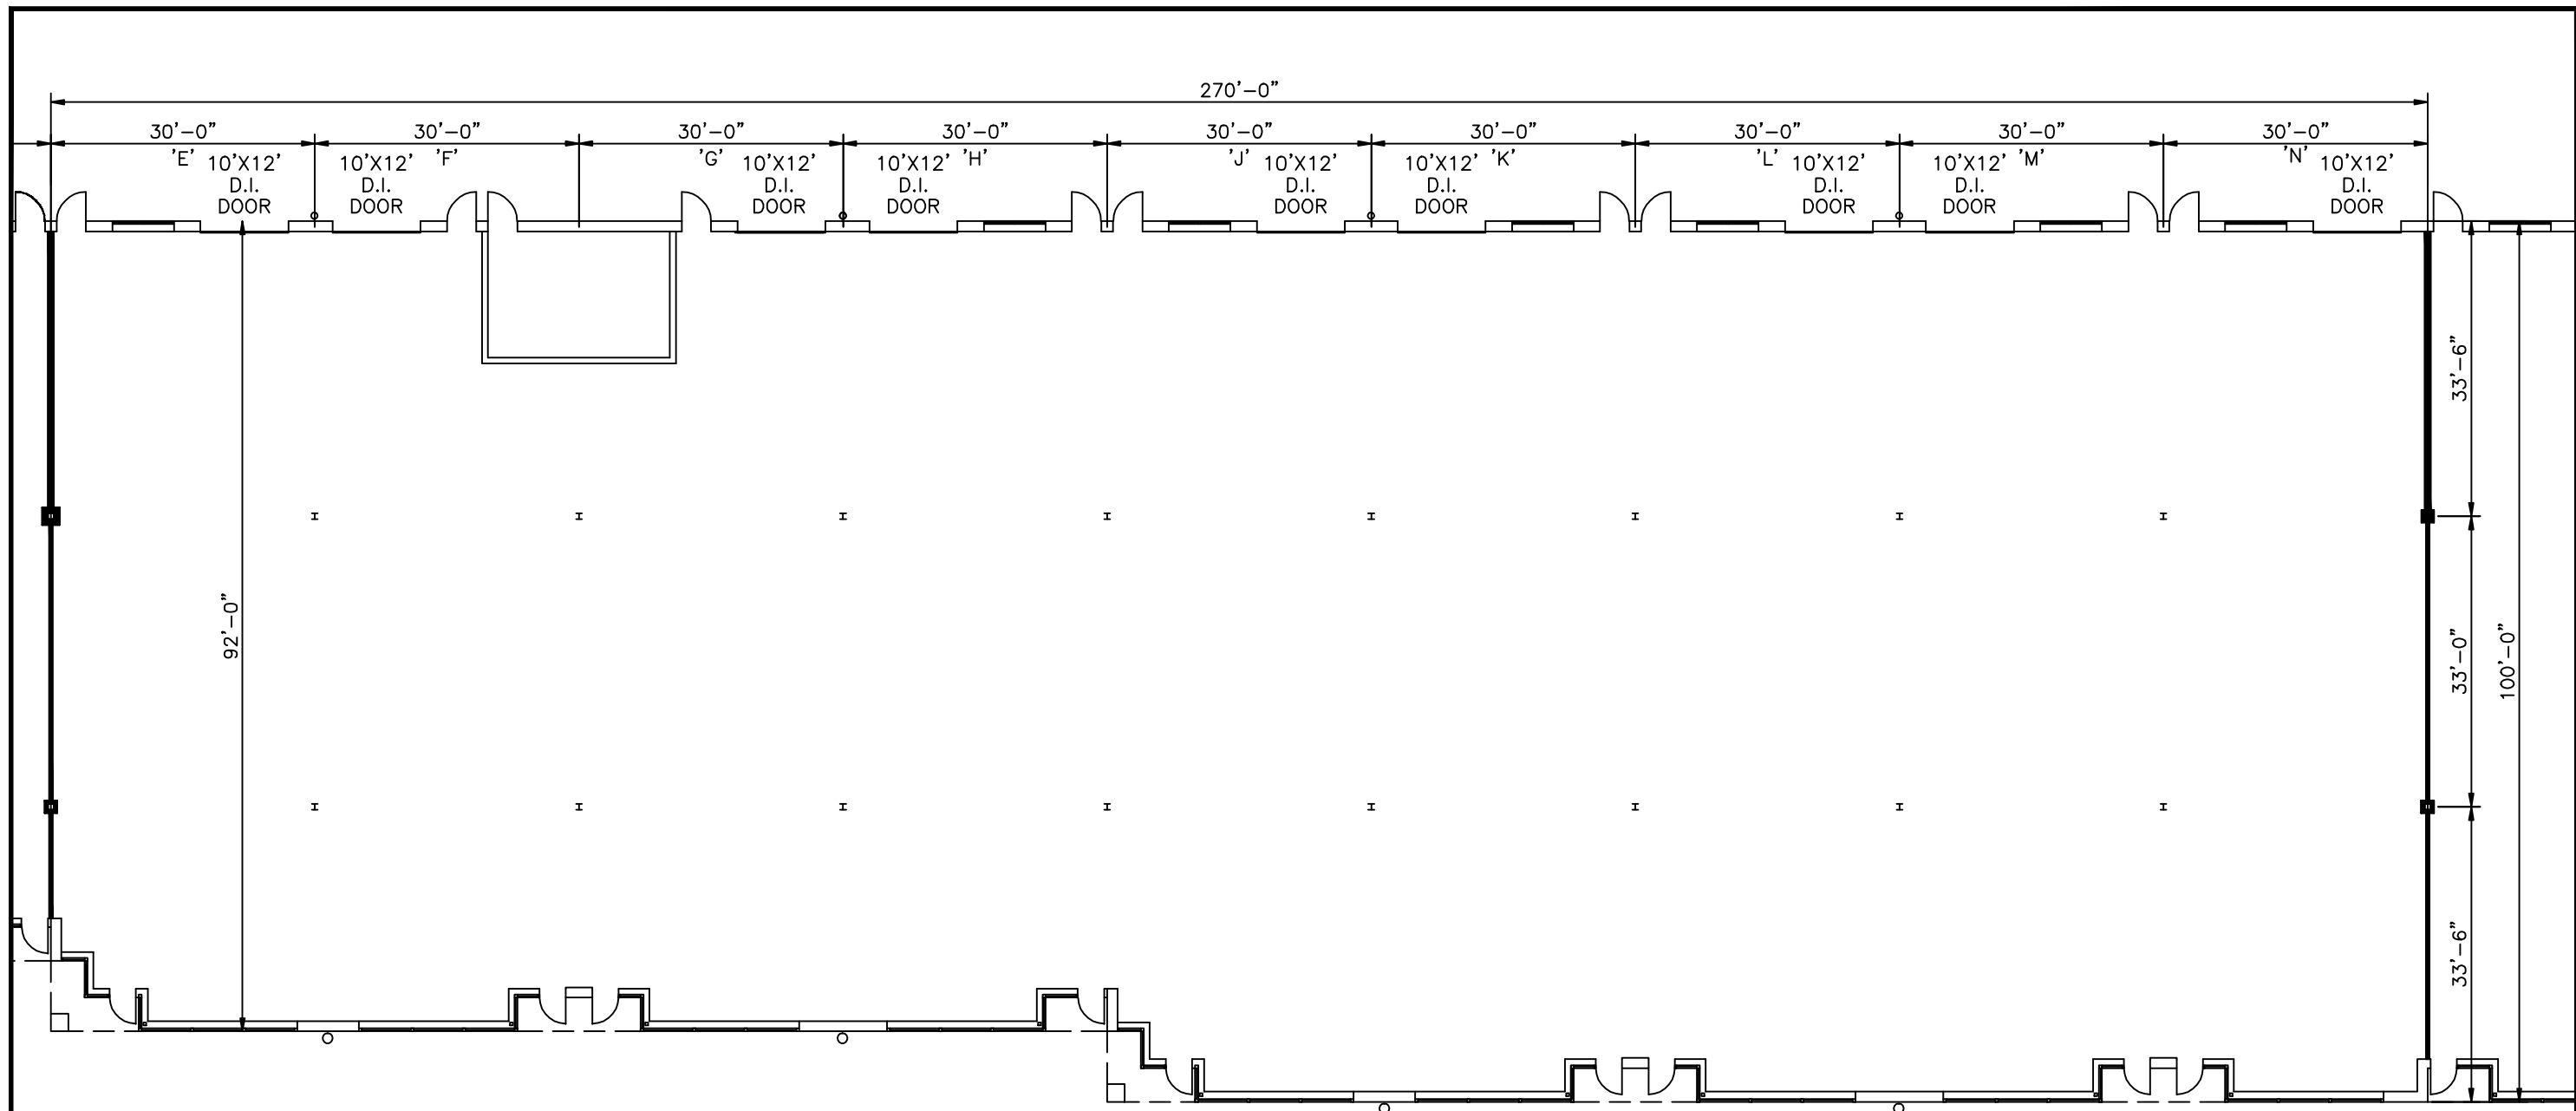 270'-0"
30'-0" 30'-0" 30'-0" 30'-0" 30'-0" 30'-0" 30'-0" 30'-0" 30'-0"
'E' 10'X12' 10'X12' 'F' 'G' 10'X12' 10'X12' 'H' 'J' 10'X12' 10'X12' 'K' 'L' 10'X12' 10'X12' 'M' 'N' 10'X12'
D.I. D.I. D.I. D.I. D.I. D.I. D.I. D.I. D.I.
DOOR DOOR DOOR DOOR DOOR DOOR DOOR DOOR DOOR
92'-0"
33'-6"
33'-0"
100'-0"
33'-6"